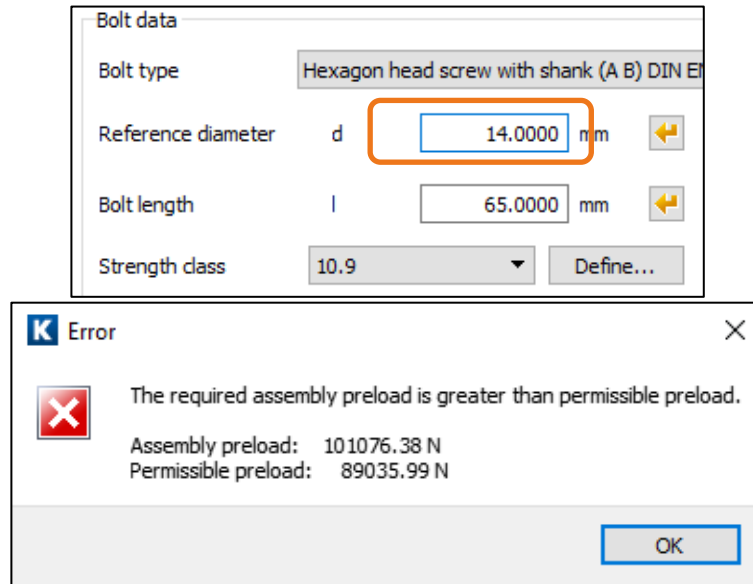 Bolt data
Bolt type Hexagon head screw with shank (A B) DIN
Reference diameter d 14.0000 mm
Bolt length l 65.0000 mm
Strength class 10.9 Define...
K Error
The required assembly preload is greater than permissible preload.
Assembly preload: 101076.38 N
Permissible preload: 89035.99 N
OK